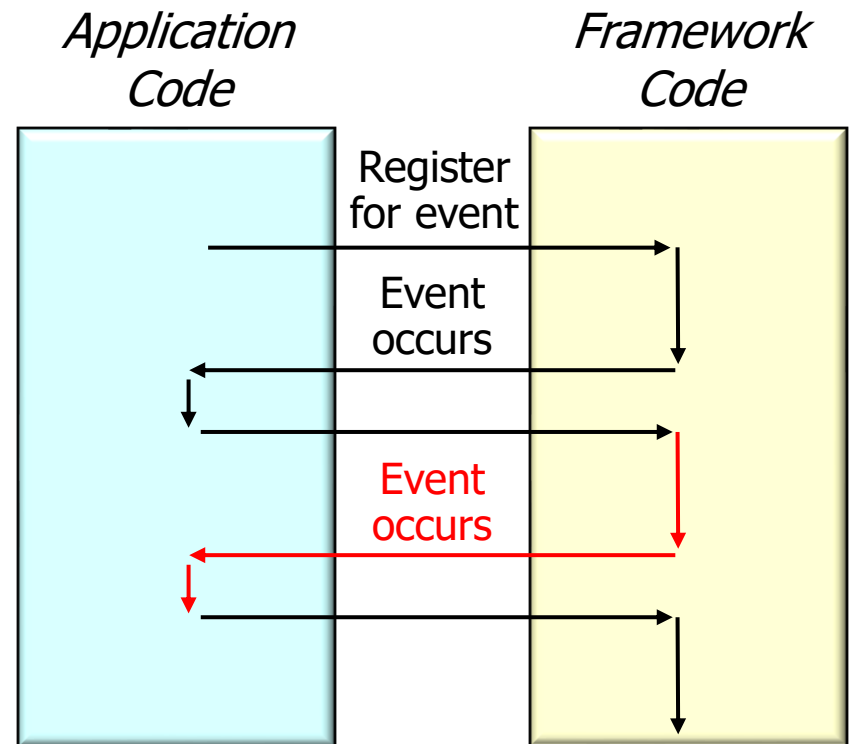 Application
Code
Framework
Code
Register
for event
Event
occurs
Event
occurs